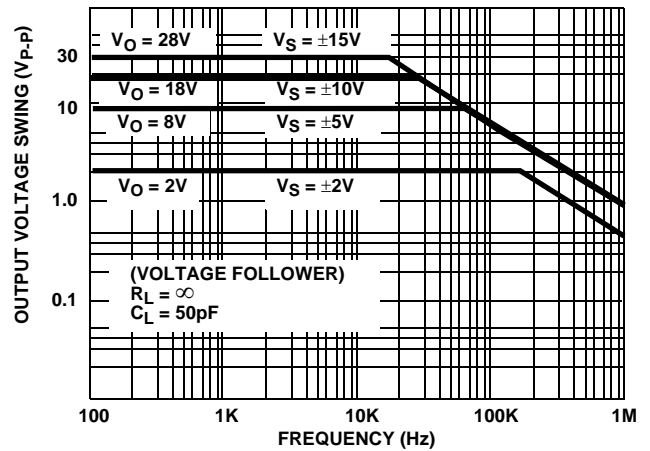 OUTPUT VOLTAGE SWING (VP-P)
30
10
1.0
0.1
VO = 28V VS = ±15V
VO = 18V VS = ±10V
VO = 8V VS = ±5V
VO = 2V VS = ±2V
(VOLTAGE FOLLOWER)
RL = ∞
CL = 50pF
100 1K 10K 100K 1M
FREQUENCY (Hz)